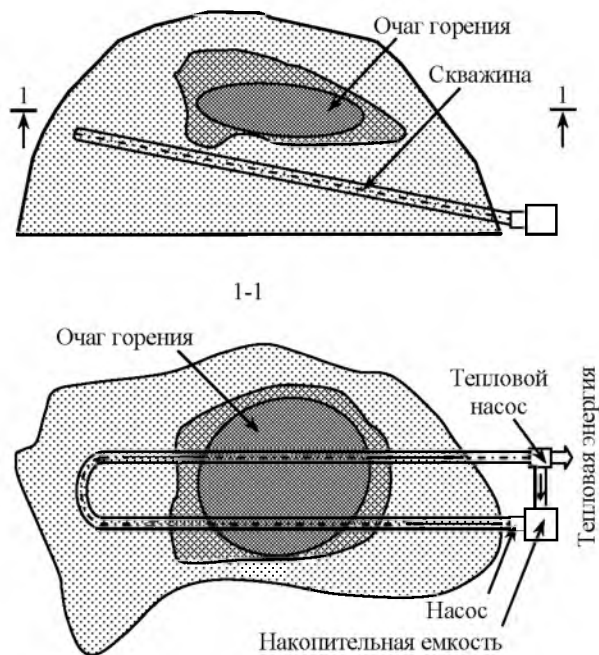 Очаг горения
Скважина
1 1
1-1
Очаг горения
Тепловой
насос
Тепловая энергия
Насос
Накопительная емкость